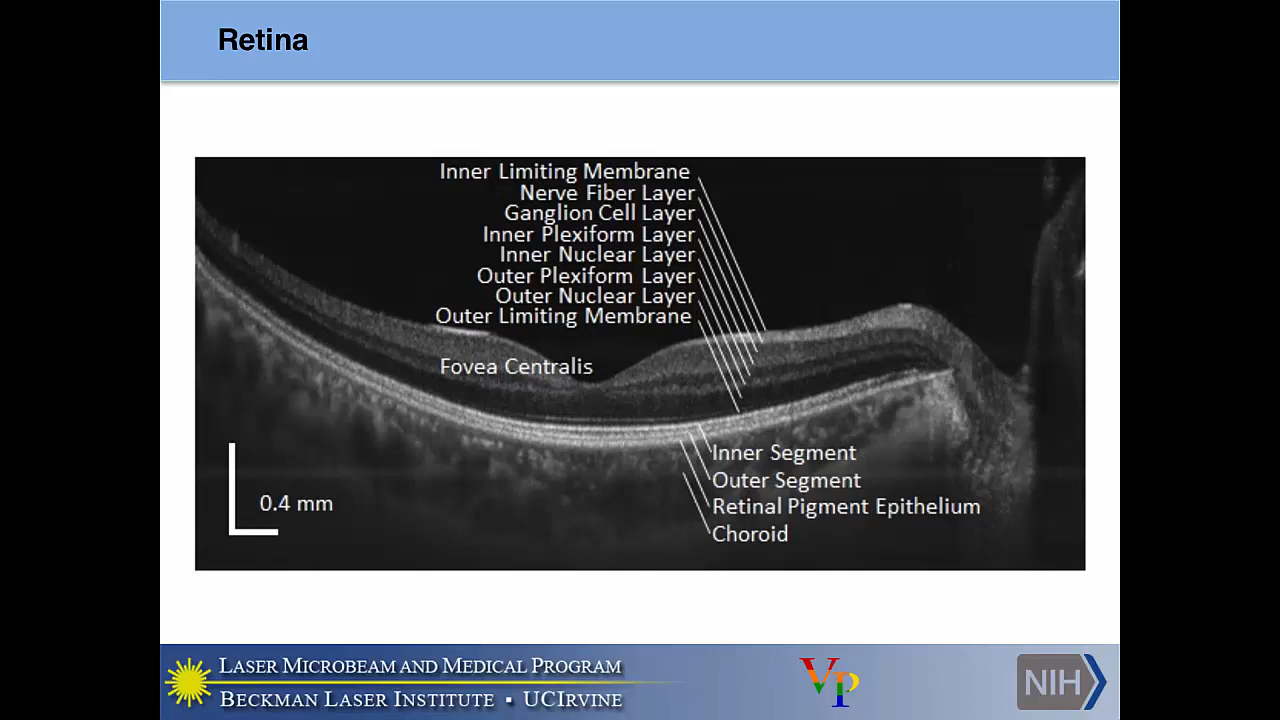 Retina
Inner Limiting Membrane
Nerve Fiber Layer
Ganglion Cell Layer
Inner Plexiform Layer
Inner Nuclear Layer
Outer Plexiform Layer
Outer Nuclear Layer
Outer Limiting Membrane
Fovea Centralis
Inner Segment
Outer Segment
Retinal Pigment Epithelium
Choroid
0.4 mm
LASER MICROBEAM AND MEDICAL PROGRAM
BECKMAN LASER INSTITUTE ▪ UCIRVINE
VP
NIH